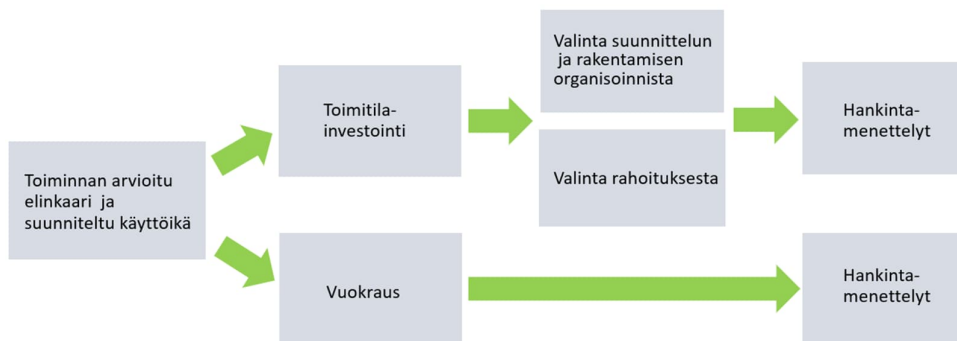 Toiminnan arvioitu
elinkaari ja
suunniteltu käyttöikä
Toimitila-
investointi
Valinta suunnittelun
ja rakentamisen
organisoinnista
Valinta rahoituksesta
Hankinta-
menettelyt
Vuokraus
Hankinta-
menettelyt